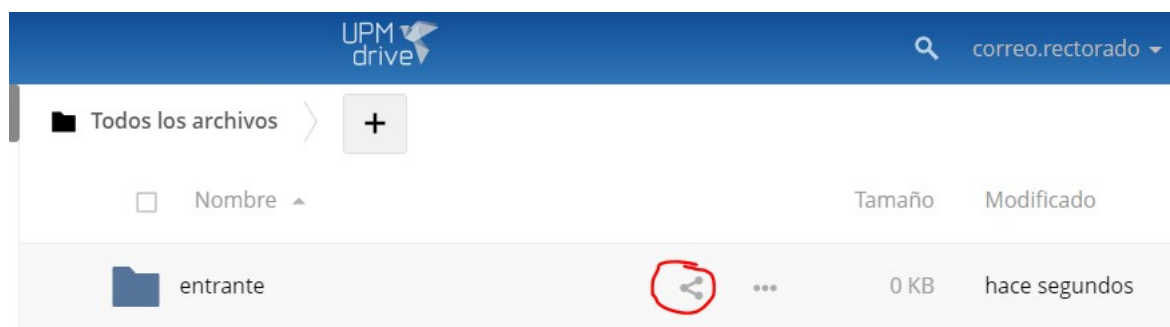 UPM
drive
correo.rectorado
Todos los archivos
+
Nombre
Tamaño
Modificado
entrante
0 KB
hace segundos